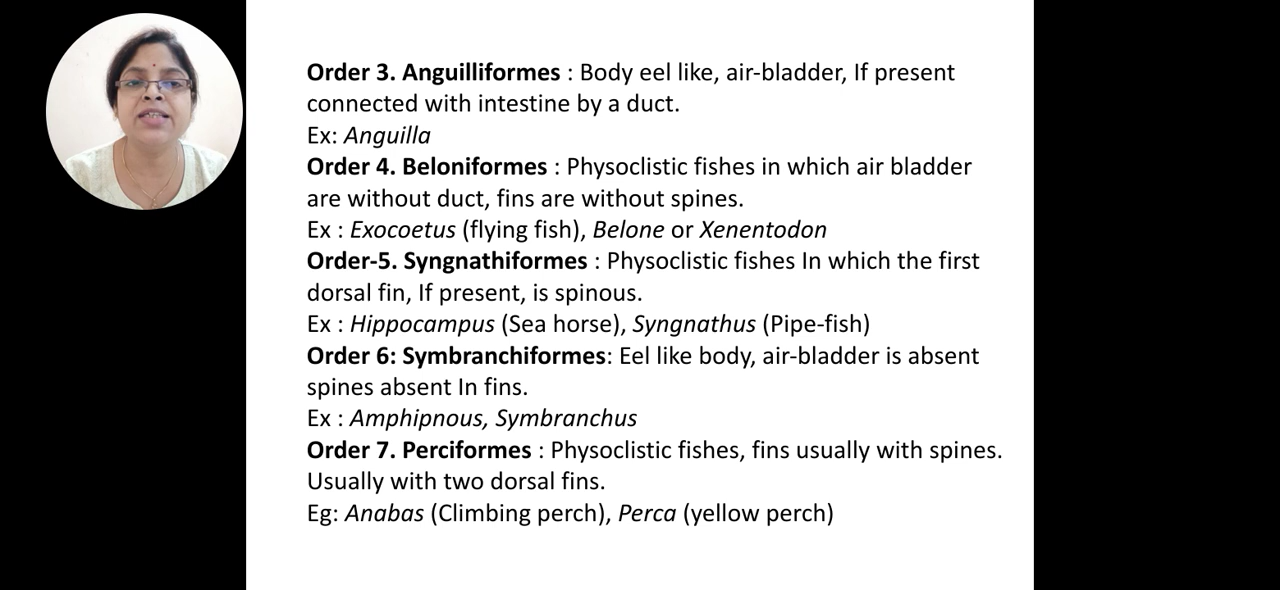 Order 3. Anguilliformes : Body eel like, air-bladder, If present
connected with intestine by a duct.
Ex: Anguilla
Order 4. Beloniformes : Physoclistic fishes in which air bladder
are without duct, fins are without spines.
Ex : Exocoetus (flying fish), Belone or Xenentodon
Order-5. Syngnathiformes : Physoclistic fishes In which the first
dorsal fin, If present, is spinous.
Ex : Hippocampus (Sea horse), Syngnathus (Pipe-fish)
Order 6: Symbranchiformes: Eel like body, air-bladder is absent
spines absent In fins.
Ex : Amphipnous, Symbranchus
Order 7. Perciformes : Physoclistic fishes, fins usually with spines.
Usually with two dorsal fins.
Eg: Anabas (Climbing perch), Perca (yellow perch)